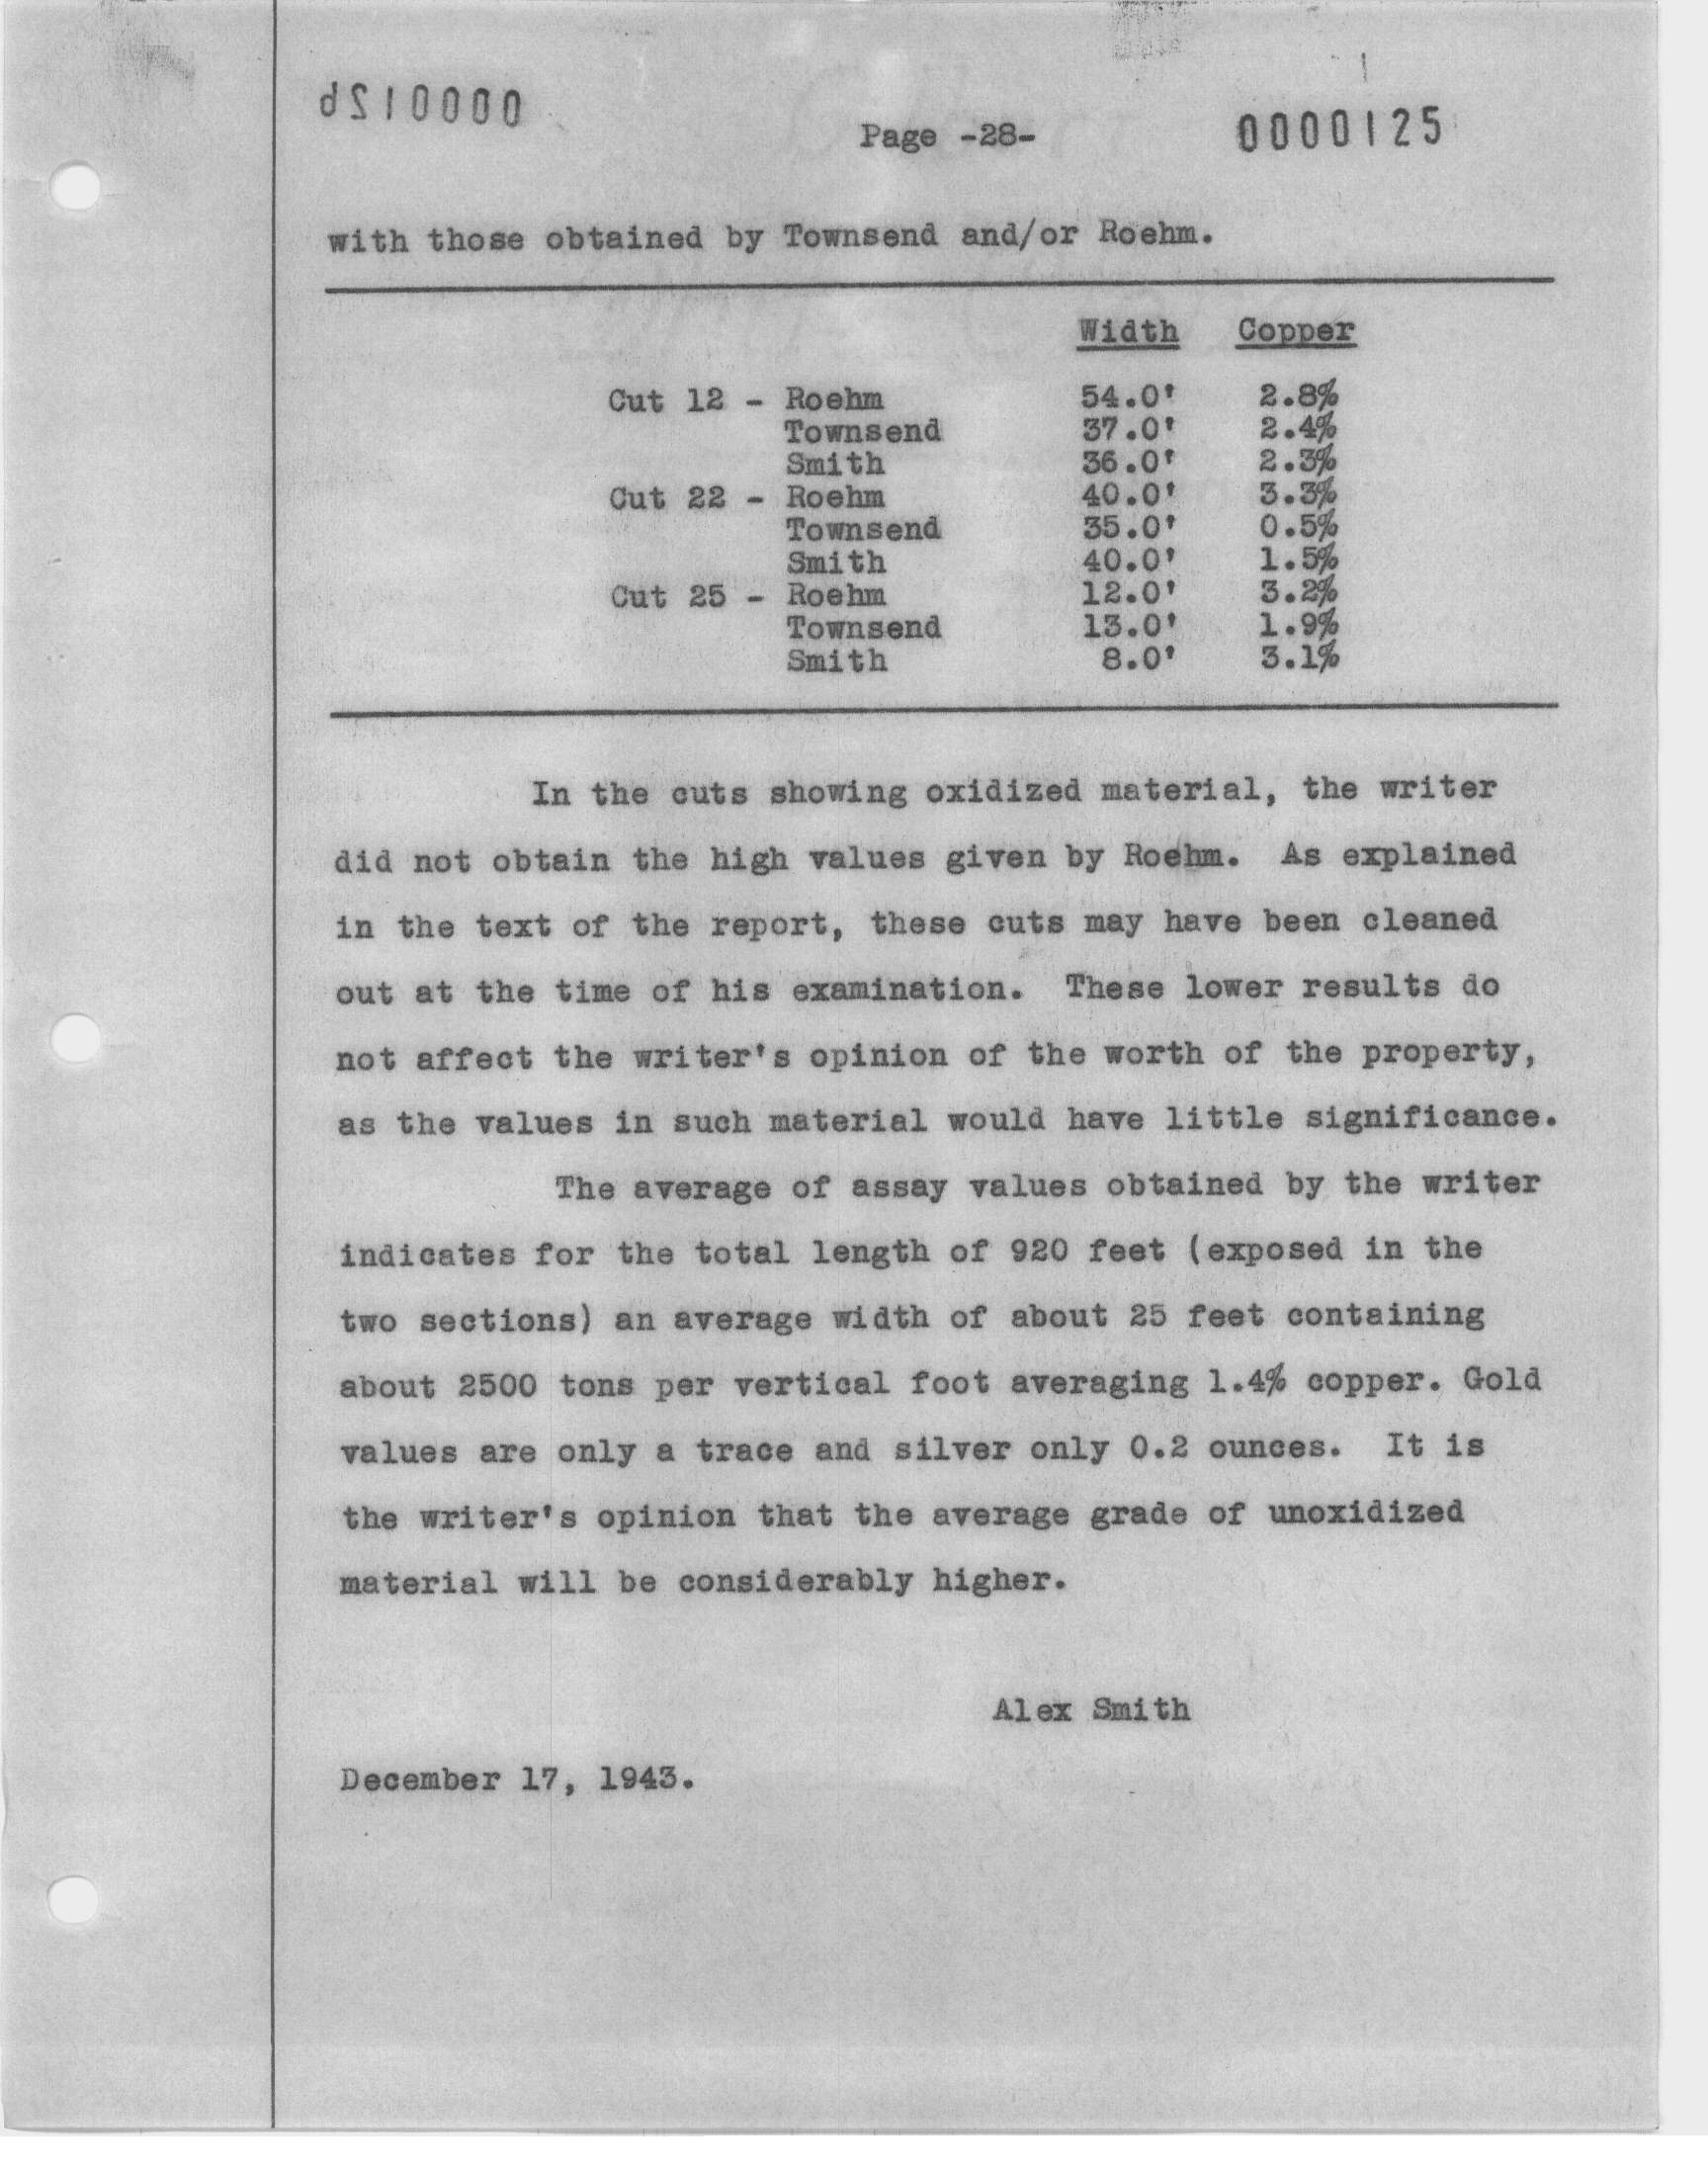 0000125
Page -28-
0000125
with those obtained by Townsend and/or Roehm.
Width Copper
Cut 12 - Roehm 54.0' 2.8%
Townsend 37.0' 2.4%
Smith 36.0' 2.3%
Cut 22 - Roehm 40.0' 3.3%
Townsend 35.0' 0.5%
Smith 40.0' 1.5%
Cut 25 - Roehm 12.0' 3.2%
Townsend 13.0' 1.9%
Smith 8.0' 3.1%
In the cuts showing oxidized material, the writer
did not obtain the high values given by Roehm. As explained
in the text of the report, these cuts may have been cleaned
out at the time of his examination. These lower results do
not affect the writer's opinion of the worth of the property,
as the values in such material would have little significance.
The average of assay values obtained by the writer
indicates for the total length of 920 feet (exposed in the
two sections) an average width of about 25 feet containing
about 2500 tons per vertical foot averaging 1.4% copper. Gold
values are only a trace and silver only 0.2 ounces. It is
the writer's opinion that the average grade of unoxidized
material will be considerably higher.
Alex Smith
December 17, 1943.